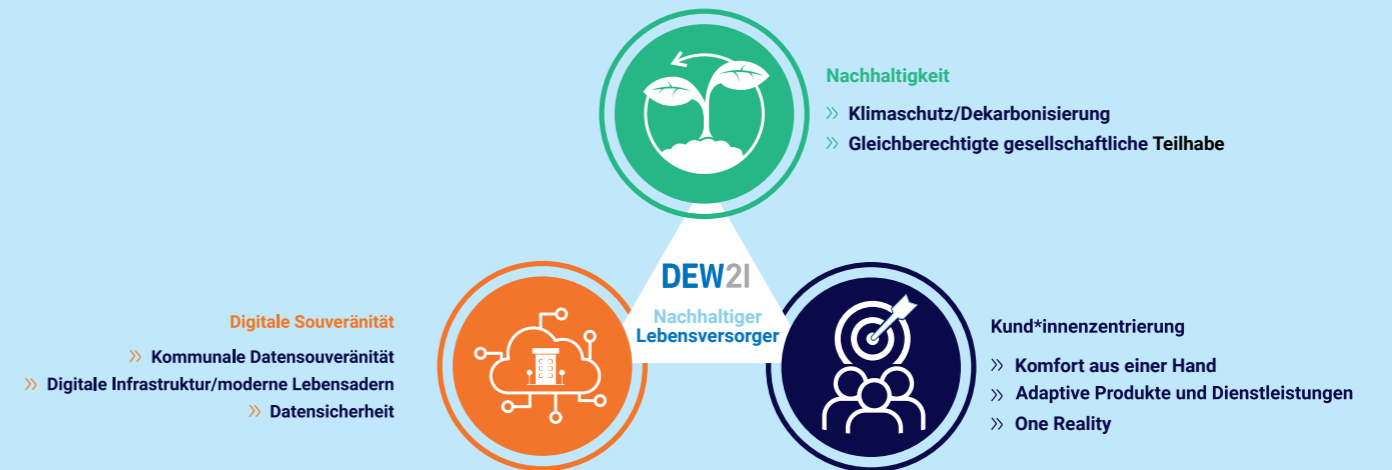 Nachhaltigkeit
» Klimaschutz/Dekarbonisierung
» Gleichberechtigte gesellschaftliche Teilhabe
DEW21
Nachhaltiger
Lebensversorger
Digitale Souveränität
» Kommunale Datensouveränität
» Digitale Infrastruktur/moderne Lebensadern
» Datensicherheit
Kund*innenzentrierung
» Komfort aus einer Hand
» Adaptive Produkte und Dienstleistungen
» One Reality